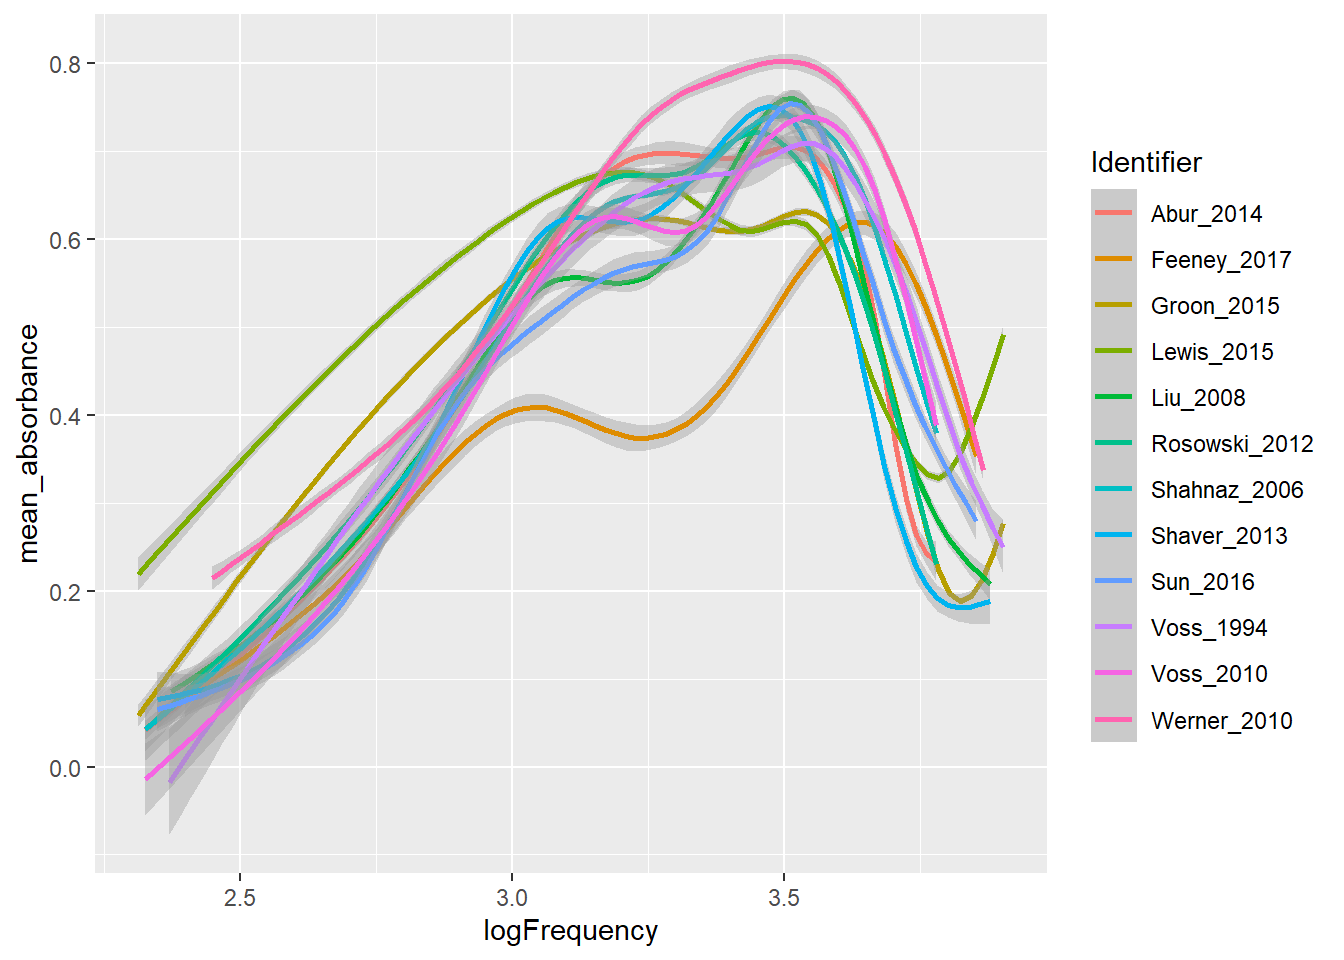 0.8
0.6
0.4
0.2
0.0
mean_absorbance
2.5 3.0 3.5
logFrequency
Identifier
Abur_2014
Feeney_2017
Groon_2015
Lewis_2015
Liu_2008
Rosowski_2012
Shahnaz_2006
Shaver_2013
Sun_2016
Voss_1994
Voss_2010
Werner_2010